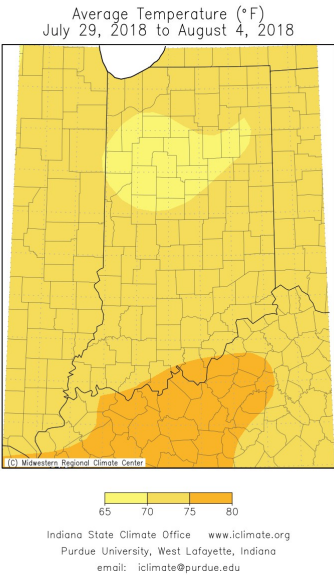 Average Temperature (°F)
July 29, 2018 to August 4, 2018
(C) Midwestern Regional Climate Center
65 70 75 80
Indiana State Climate Office www.iclimate.org
Purdue University, West Lafayette, Indiana
email: iclimate@purdue.edu